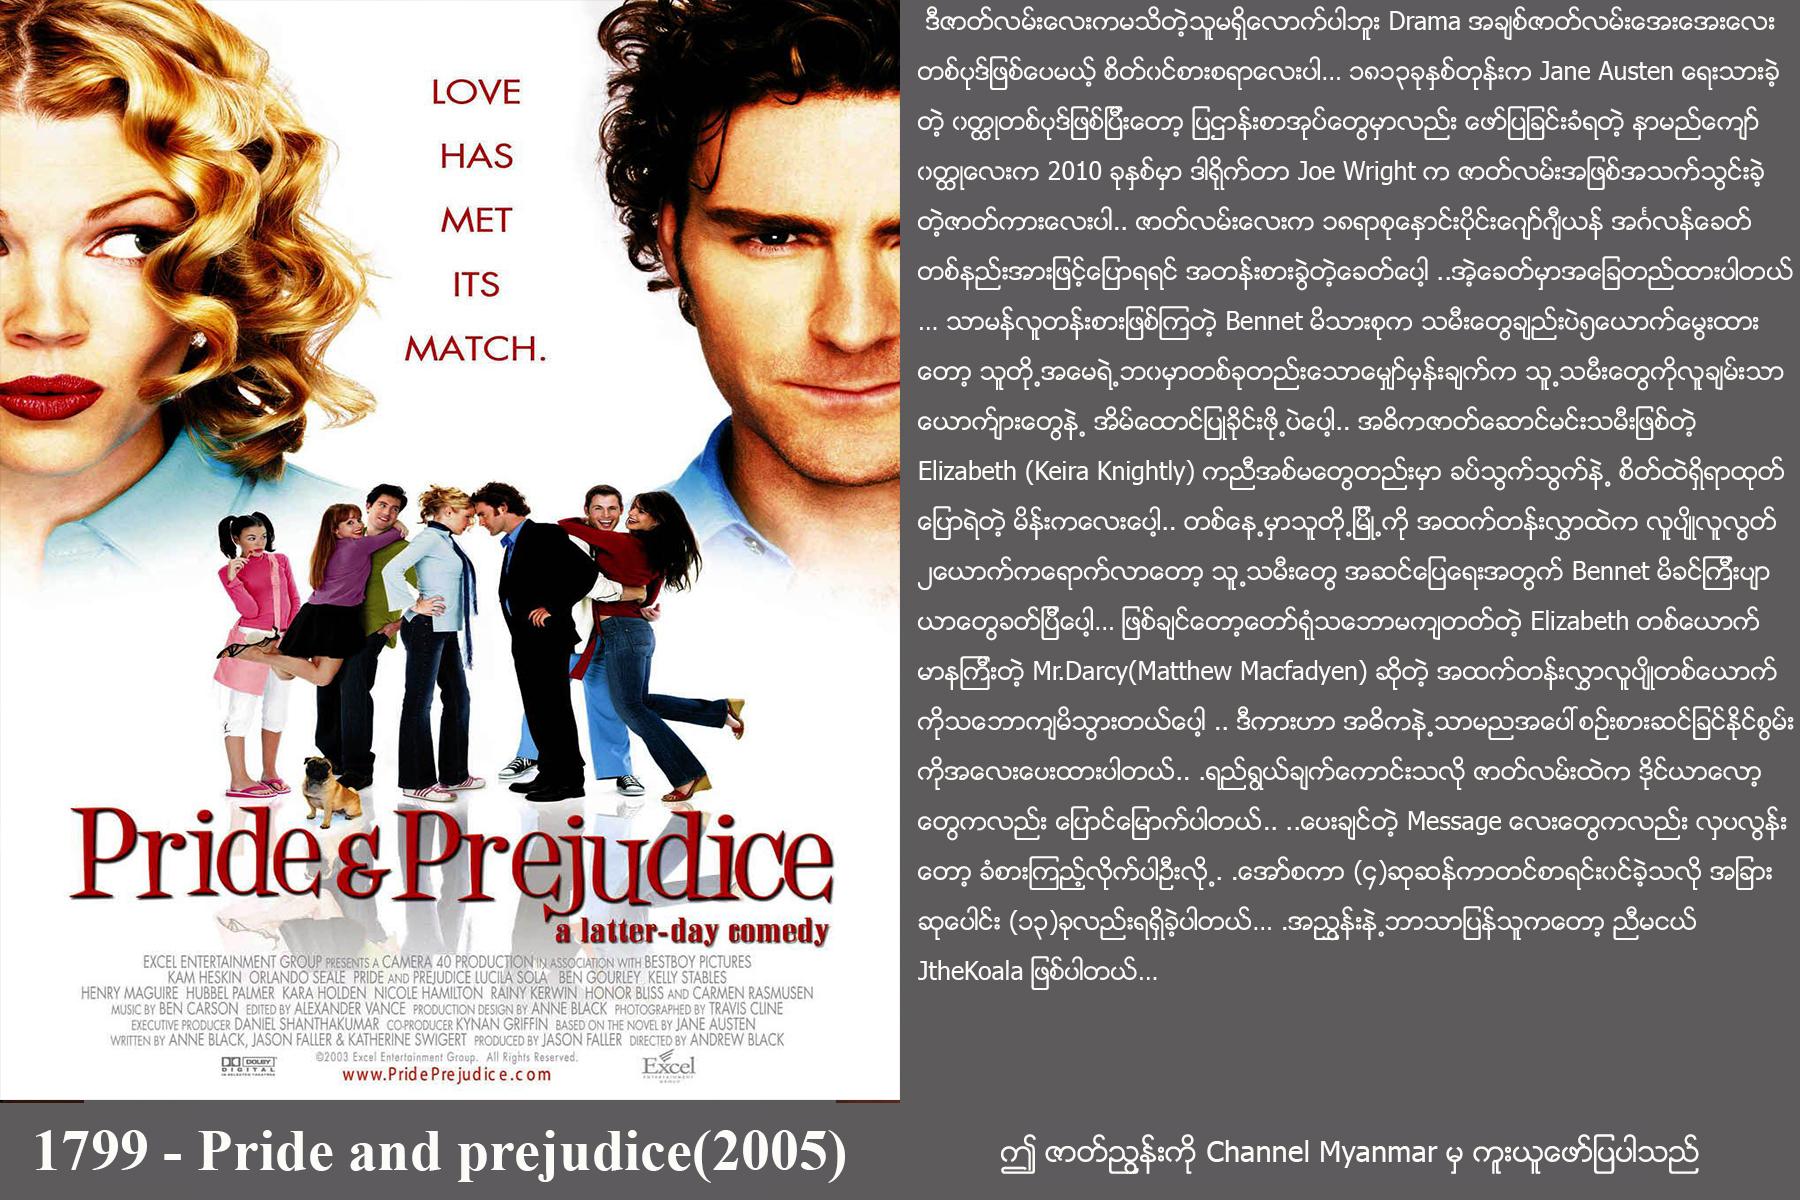 LOVE
HAS
MET
ITS
MATCH.
Pride & Prejudice
a latter-day comedy
EXCEL ENTERTAINMENT GROUP PRESENTS A CAMERA 40 PRODUCTION IN ASSOCIATION WITH BESTBOY PICTURES
KAM HESKIN ORLANDO SEALE PRIDE AND PREJUDICE LUCILA SOLA BEN GOURLEY KELLY STABLES
HENRY MAGUIRE HUBBEL PALMER KARA HOLDEN NICOLE HAMILTON RAINY KERWIN HONOR BLISS AND CARMEN RASMUSEN
MUSIC BY BEN CARSON EDITED BY ALEXANDER VANCE PRODUCTION DESIGN BY ANNE BLACK PHOTOGRAPHED BY TRAVIS CLINE
EXECUTIVE PRODUCER DANIEL SHANTHAKUMAR CO-PRODUCER KYNAN GRIFFIN BASED ON THE NOVEL BY JANE AUSTEN
WRITTEN BY ANNE BLACK, JASON FALLER & KATHERINE SWIGERT PRODUCED BY JASON FALLER DIRECTED BY ANDREW BLACK
DOLBY DIGITAL
©2003 Excel Entertainment Group. All Rights Reserved.
Excel
www.PridePrejudice.com
1799 - Pride and prejudice(2005)
ဒီဇာတ်လမ်းလေးကမသိတဲ့သူမရှိလောက်ပါဘူး Drama အချစ်ဇာတ်လမ်းအေးအေးလေး
တစ်ပုဒ်ဖြစ်ပေမယ့် စိတ်ဝင်စားစရာလေးပါ... ၁၈၁၃ခုနှစ်တုန်းက Jane Austen ရေးသားခဲ့
တဲ့ ဝတ္ထုတစ်ပုဒ်ဖြစ်ပြီးတော့ ပြဌာန်းစာအုပ်တွေမှာလည်း ဖော်ပြခြင်းခံရတဲ့ နာမည်ကျော်
ဝတ္ထုလေးက 2010 ခုနှစ်မှာ ဒါရိုက်တာ Joe Wright က ဇာတ်လမ်းအဖြစ်အသက်သွင်းခဲ့
တဲ့ဇာတ်ကားလေးပါ.. ဇာတ်လမ်းလေးက ၁၈ရာစုနှောင်းပိုင်းဂျော်ဂျီယန် အင်္ဂလန်ခေတ်
တစ်နည်းအားဖြင့်ပြောရရင် အတန်းစားခွဲတဲ့ခေတ်ပေါ့ ..အဲ့ခေတ်မှာအခြေတည်ထားပါတယ်
... သာမန်လူတန်းစားဖြစ်ကြတဲ့ Bennet မိသားစုက သမီးတွေချည်းပဲ၅ယောက်မွေးထား
တော့ သူတို့အမေရဲ့ဘဝမှာတစ်ခုတည်းသောမျှော်မှန်းချက်က သူ့သမီးတွေကိုလူချမ်းသာ
ယောက်ျားတွေနဲ့ အိမ်ထောင်ပြုခိုင်းဖို့ပဲပေါ့.. အဓိကဇာတ်ဆောင်မင်းသမီးဖြစ်တဲ့
Elizabeth (Keira Knightly) ကညီအစ်မတွေတည်းမှာ ခပ်သွက်သွက်နဲ့ စိတ်ထဲရှိရာထုတ်
ပြောရဲတဲ့ မိန်းကလေးပေါ့.. တစ်နေ့မှာသူတို့မြို့ကို အထက်တန်းလွှာထဲက လူပျိုလူလွတ်
၂ယောက်ကရောက်လာတော့ သူ့သမီးတွေ အဆင်ပြေရေးအတွက် Bennet မိခင်ကြီးပျာ
ယာတွေခတ်ပြီပေါ့... ဖြစ်ချင်တော့တော်ရုံသဘောမကျတတ်တဲ့ Elizabeth တစ်ယောက်
မာနကြီးတဲ့ Mr.Darcy(Matthew Macfadyen) ဆိုတဲ့ အထက်တန်းလွှာလူပျိုတစ်ယောက်
ကိုသဘောကျမိသွားတယ်ပေါ့ .. ဒီကားဟာ အဓိကနဲ့သာမညအပေါ် စဉ်းစားဆင်ခြင်နိုင်စွမ်း
ကိုအလေးပေးထားပါတယ်.. .ရည်ရွယ်ချက်ကောင်းသလို ဇာတ်လမ်းထဲက ဒိုင်ယာလော့
တွေကလည်း ပြောင်မြောက်ပါတယ်.. ..ပေးချင်တဲ့ Message လေးတွေကလည်း လှပလွန်း
တော့ ခံစားကြည့်လိုက်ပါဦးလို့. .အော်စကာ (၄)ဆုဆန်ကာတင်စာရင်းဝင်ခဲ့သလို အခြား
ဆုပေါင်း (၁၃)ခုလည်းရရှိခဲ့ပါတယ်... .အညွှန်းနဲ့ဘာသာပြန်သူကတော့ ညီမငယ်
JtheKoala ဖြစ်ပါတယ်...
ဤ ဇာတ်ညွှန်းကို Channel Myanmar မှ ကူးယူဖော်ပြပါသည်